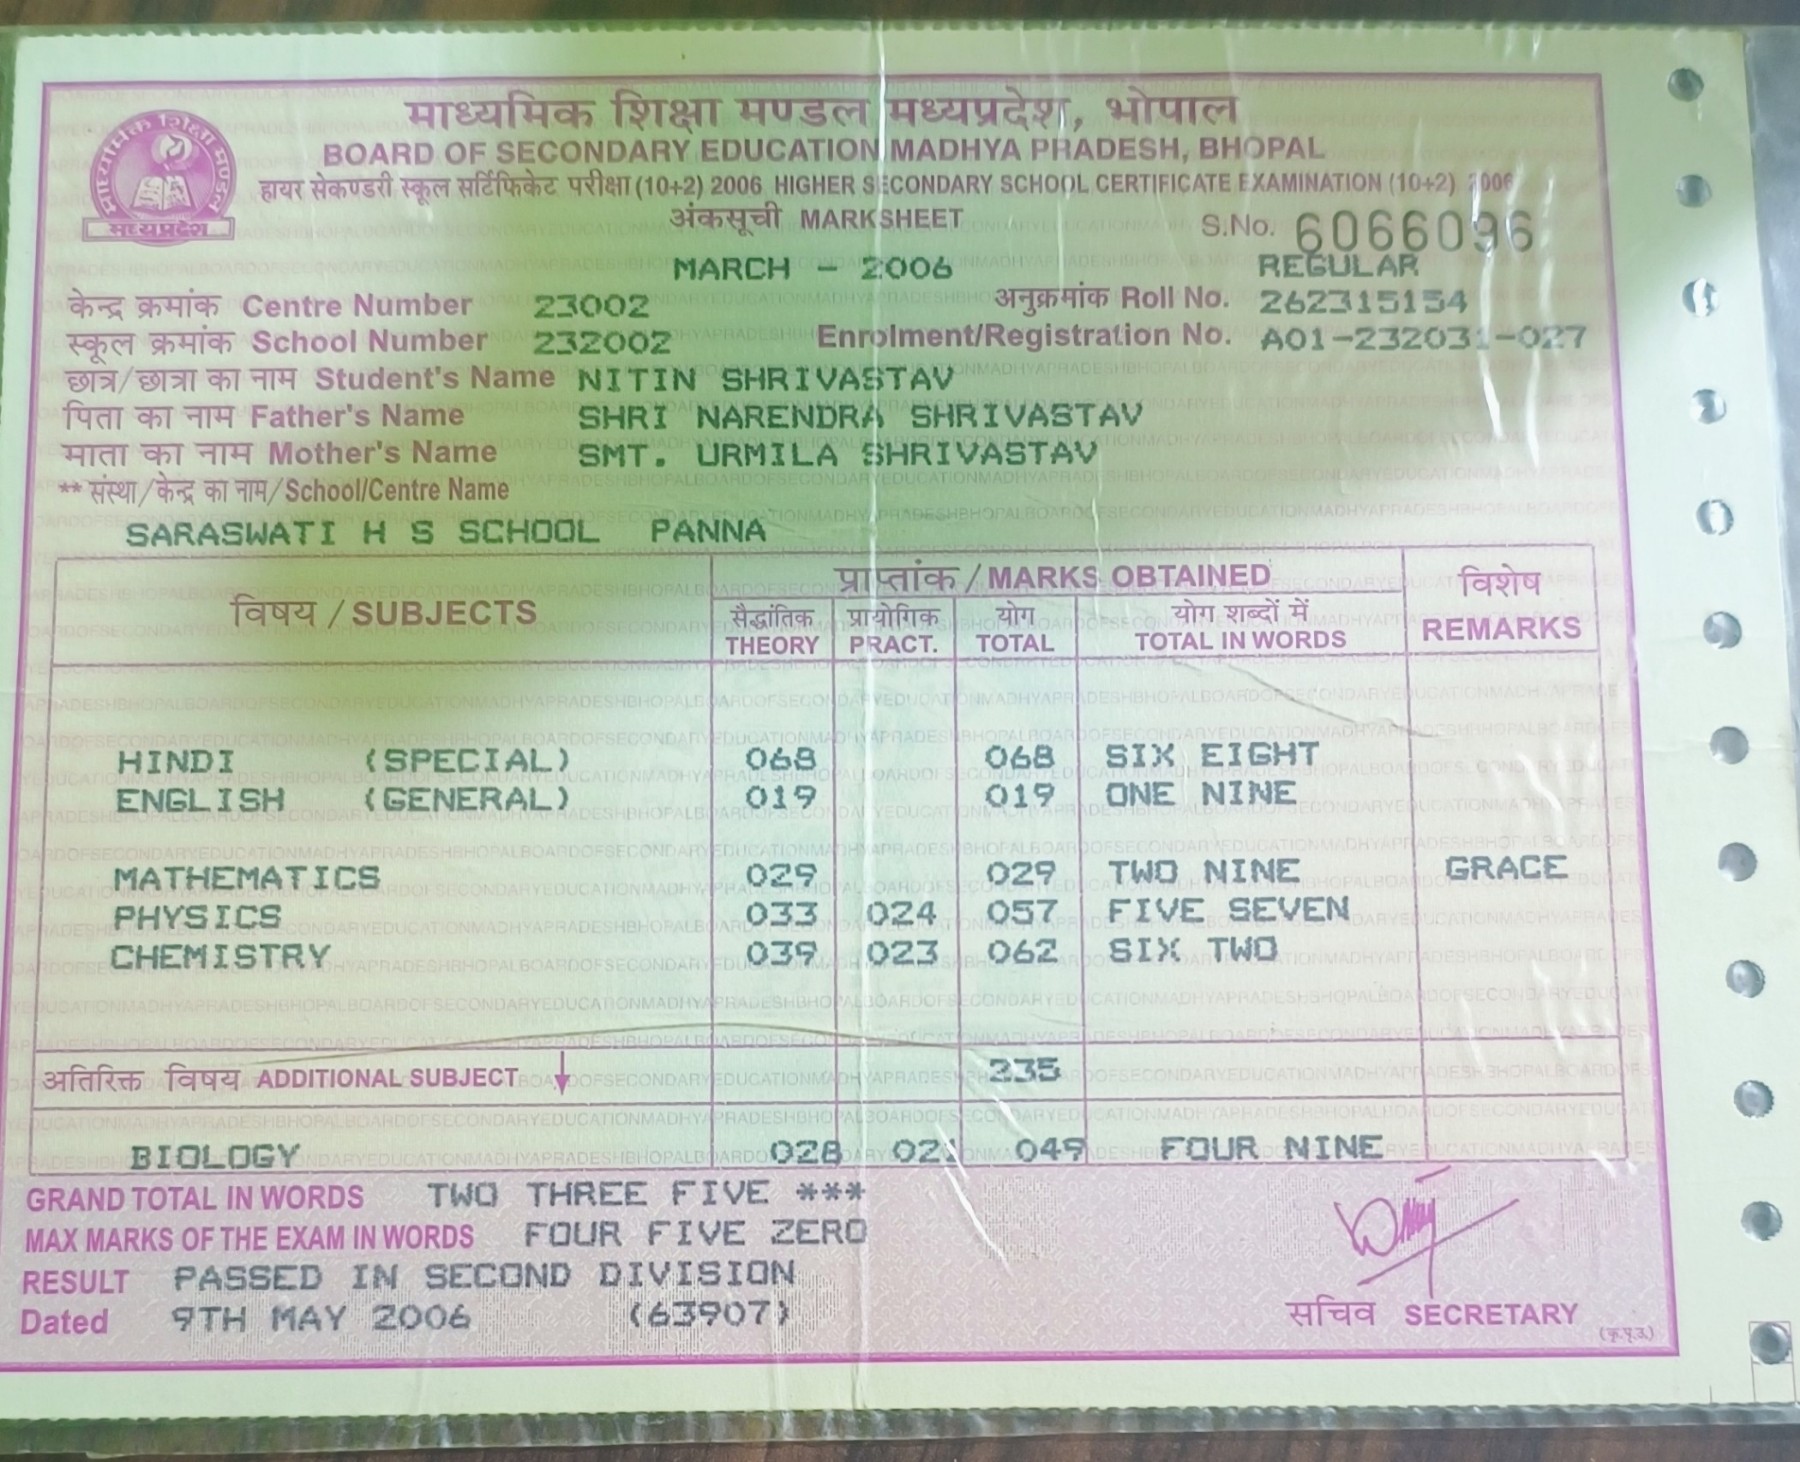 माध्यमिक शिक्षा मण्डल मध्यप्रदेश, भोपाल
BOARD OF SECONDARY EDUCATION MADHYA PRADESH, BHOPAL
हायर सेकण्डरी स्कूल सर्टिफिकेट परीक्षा (10+2) 2006 HIGHER SECONDARY SCHOOL CERTIFICATE EXAMINATION (10+2) 2006
माध्यमिक शिक्षा मण्डल
मध्यप्रदेश
अंकसूची MARKSHEET
S.No. 6066096
MARCH - 2006 REGULAR
केन्द्र क्रमांक Centre Number 23002 अनुक्रमांक Roll No. 262315154
स्कूल क्रमांक School Number 232002 Enrolment/Registration No. A01-232031-027
छात्र/छात्रा का नाम Student's Name NITIN SHRIVASTAV
पिता का नाम Father's Name SHRI NARENDRA SHRIVASTAV
माता का नाम Mother's Name SMT. URMILA SHRIVASTAV
** संस्था/केन्द्र का नाम/School/Centre Name
SARASWATI H S SCHOOL PANNA
विषय / SUBJECTS प्राप्तांक / MARKS OBTAINED विशेष REMARKS
सैद्धांतिक THEORY प्रायोगिक PRACT. योग TOTAL योग शब्दों में TOTAL IN WORDS
HINDI (SPECIAL) 068 068 SIX EIGHT
ENGLISH (GENERAL) 019 019 ONE NINE
MATHEMATICS 029 029 TWO NINE GRACE
PHYSICS 033 024 057 FIVE SEVEN
CHEMISTRY 039 023 062 SIX TWO
अतिरिक्त विषय ADDITIONAL SUBJECT 235
BIOLOGY 028 021 049 FOUR NINE
GRAND TOTAL IN WORDS TWO THREE FIVE ***
MAX MARKS OF THE EXAM IN WORDS FOUR FIVE ZERO
RESULT PASSED IN SECOND DIVISION
Dated 9TH MAY 2006 (63907)
सचिव SECRETARY
(कृ.पृ.उ.)